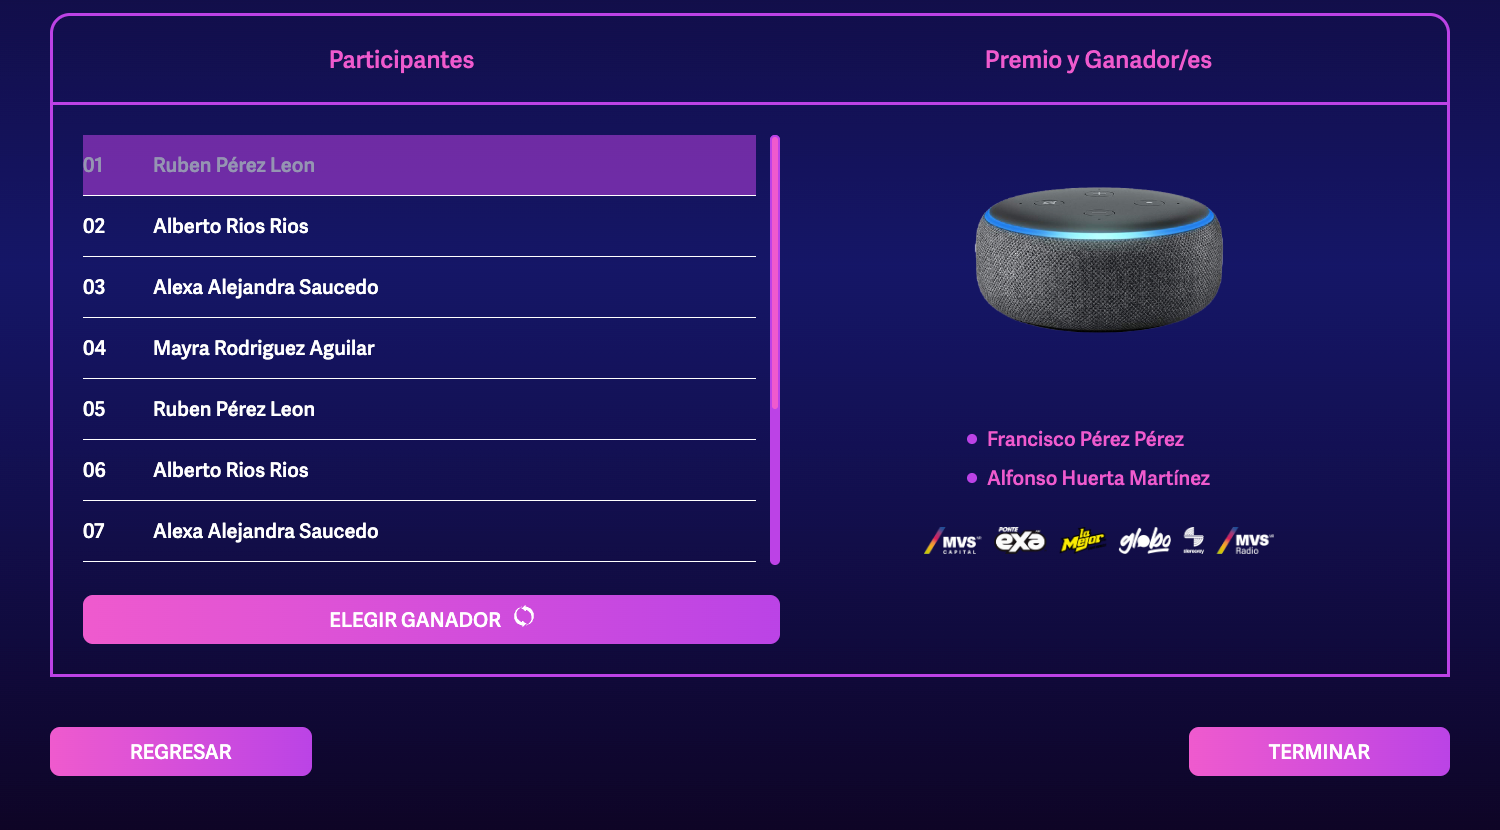 Participantes
Premio y Ganador/es
01 Ruben Pérez Leon
02 Alberto Rios Rios
03 Alexa Alejandra Saucedo
04 Mayra Rodriguez Aguilar
05 Ruben Pérez Leon
06 Alberto Rios Rios
07 Alexa Alejandra Saucedo
ELEGIR GANADOR
Francisco Pérez Pérez
Alfonso Huerta Martínez
MVS CAPITAL
PONTE exa
la Mejor
globo
MVS Radio
REGRESAR
TERMINAR